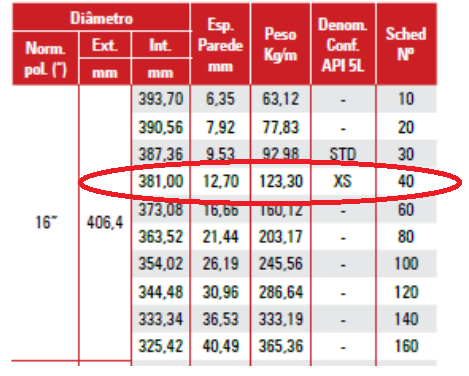 Diâmetro Esp. Parede mm Peso Kg/m Denom. Conf. API 5L Sched Nº
Norm. pol. (˝) Ext. Int.
mm mm
393,70 6,35 63,12 - 10
390,56 7,92 77,83 - 20
387,36 9,53 92,98 STD 30
381,00 12,70 123,30 XS 40
373,08 16,66 160,12 - 60
16˝ 406,4 363,52 21,44 203,17 - 80
354,02 26,19 245,56 - 100
344,48 30,96 286,64 - 120
333,34 36,53 333,19 - 140
325,42 40,49 365,36 - 160